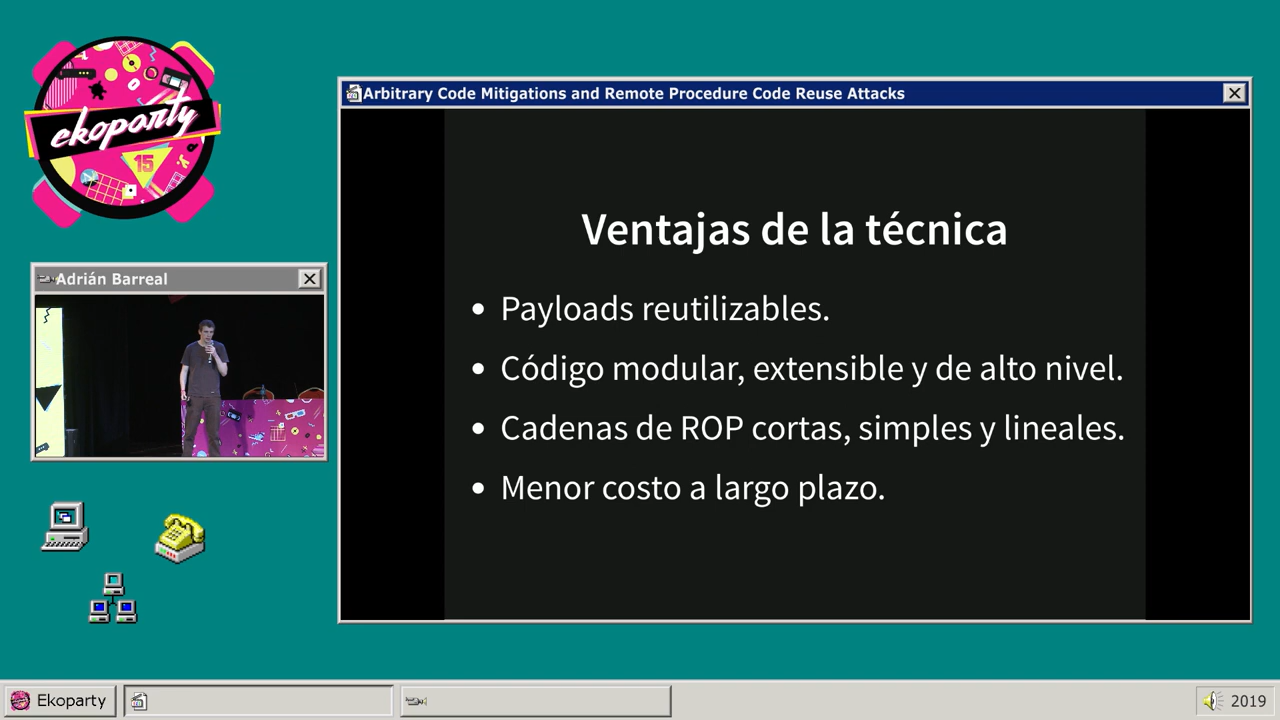 ekoparty
15
Arbitrary Code Mitigations and Remote Procedure Code Reuse Attacks
Adrián Barreal
Ventajas de la técnica
• Payloads reutilizables.
• Código modular, extensible y de alto nivel.
• Cadenas de ROP cortas, simples y lineales.
• Menor costo a largo plazo.
Ekoparty
2019